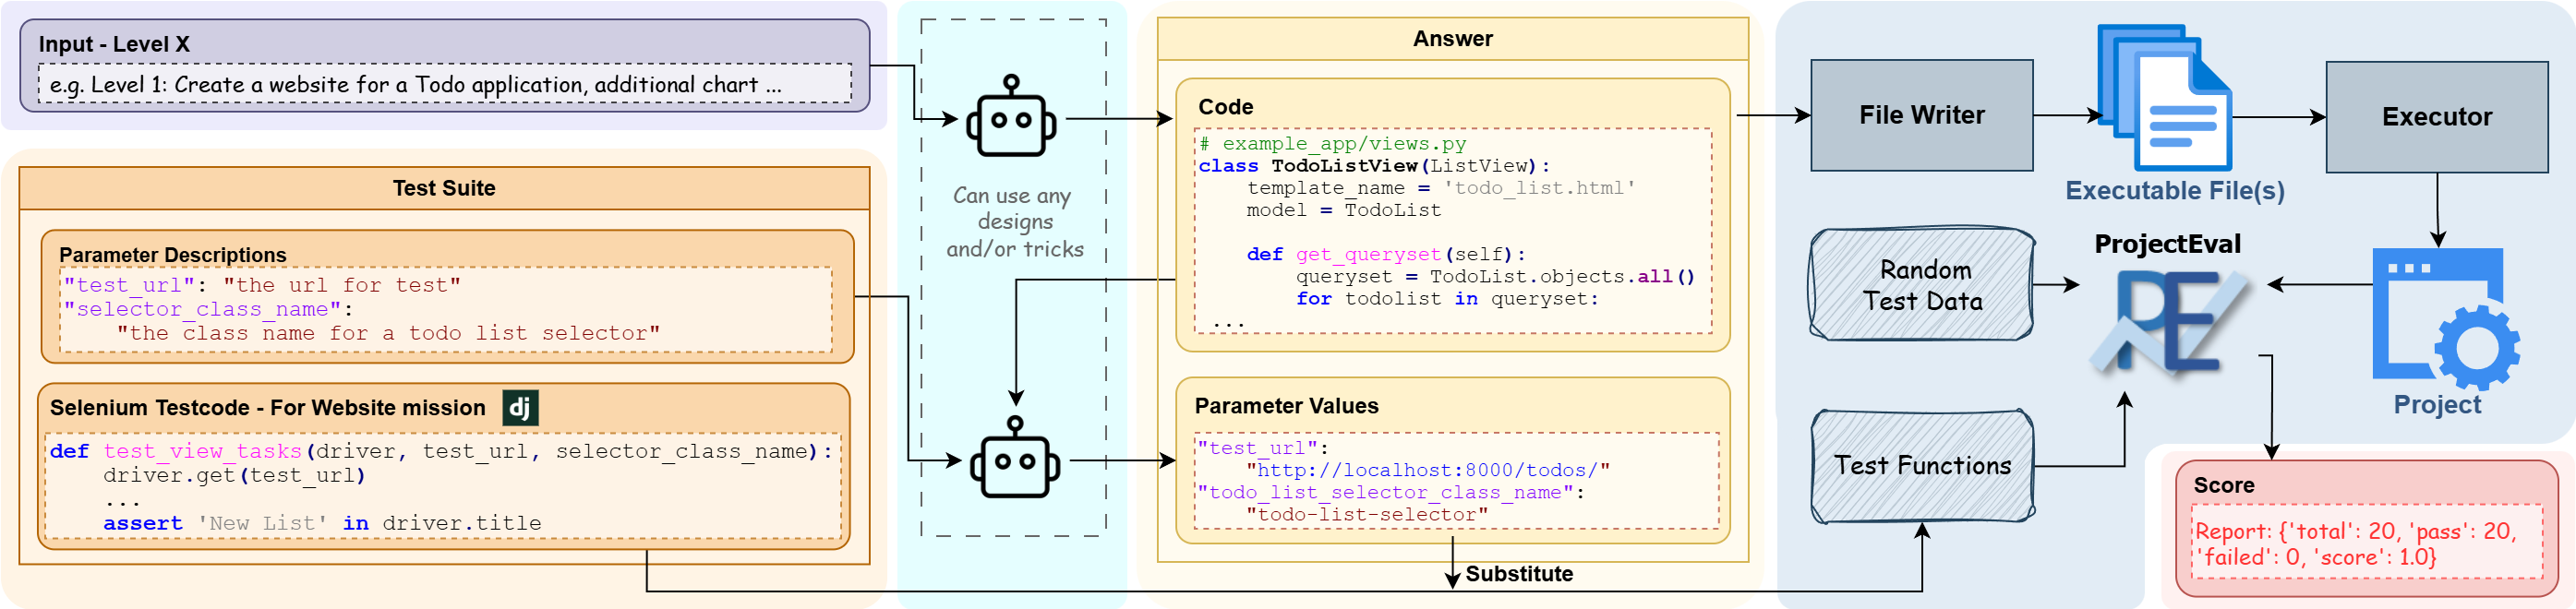 Input - Level X
e.g. Level 1: Create a website for a Todo application, additional chart ...
Test Suite
Parameter Descriptions
"test_url": "the url for test"
"selector_class_name":
"the class name for a todo list selector"
Selenium Testcode - For Website mission
dj
def test_view_tasks(driver, test_url, selector_class_name):
driver.get(test_url)
...
assert 'New List' in driver.title
Can use any
designs
and/or tricks
Answer
Code
# example_app/views.py
class TodoListView(ListView):
template_name = 'todo_list.html'
model = TodoList
def get_queryset(self):
queryset = TodoList.objects.all()
for todolist in queryset:
...
Parameter Values
"test_url":
"http://localhost:8000/todos/"
"todo_list_selector_class_name":
"todo-list-selector"
Substitute
File Writer
Executable File(s)
Executor
Random
Test Data
ProjectEval
PE
Project
Test Functions
Score
Report: {'total': 20, 'pass': 20,
'failed': 0, 'score': 1.0}